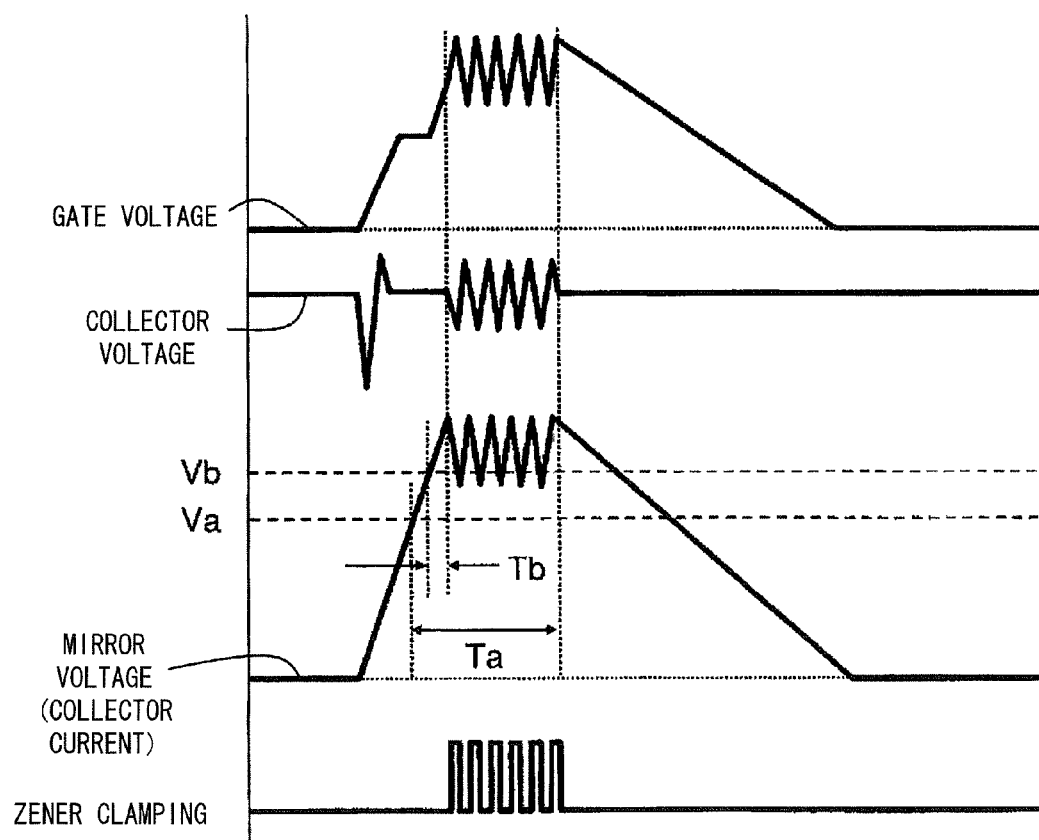 GATE VOLTAGE
COLLECTOR
VOLTAGE
Vb
Va
Tb
Ta
MIRROR
VOLTAGE
(COLLECTOR
CURRENT)
ZENER CLAMPING